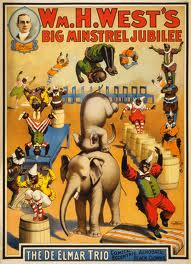 WM. H. WEST'S
BIG MINSTREL JUBILEE
THE DE ELMAR TRIO